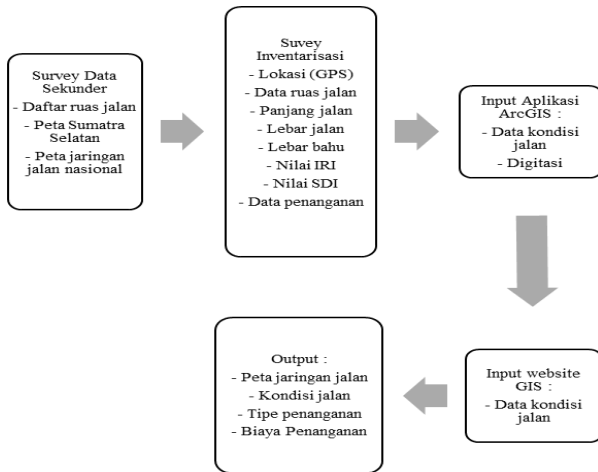 Survey Data
Sekunder
- Daftar ruas jalan
- Peta Sumatra
Selatan
- Peta jaringan
jalan nasional
Suvey
Inventarisasi
- Lokasi (GPS)
- Data ruas jalan
- Panjang jalan
- Lebar jalan
- Lebar bahu
- Nilai IRI
- Nilai SDI
- Data penanganan
Input Aplikasi
ArcGIS :
- Data kondisi
jalan
- Digitasi
Input website
GIS :
- Data kondisi
jalan
Output :
- Peta jaringan jalan
- Kondisi jalan
- Tipe penanganan
- Biaya Penanganan